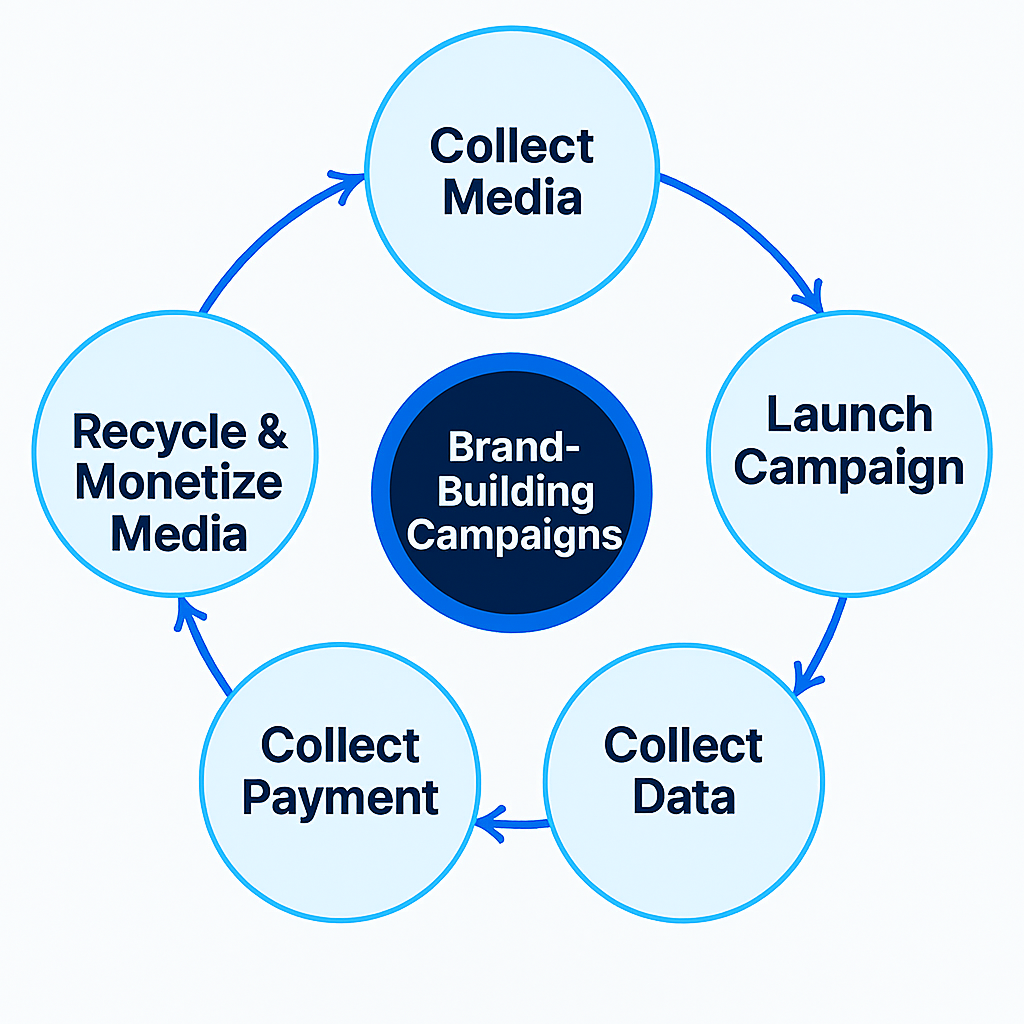 Collect
Media
Launch
Campaign
Collect
Data
Collect
Payment
Recycle &
Monetize
Media
Brand-
Building
Campaigns